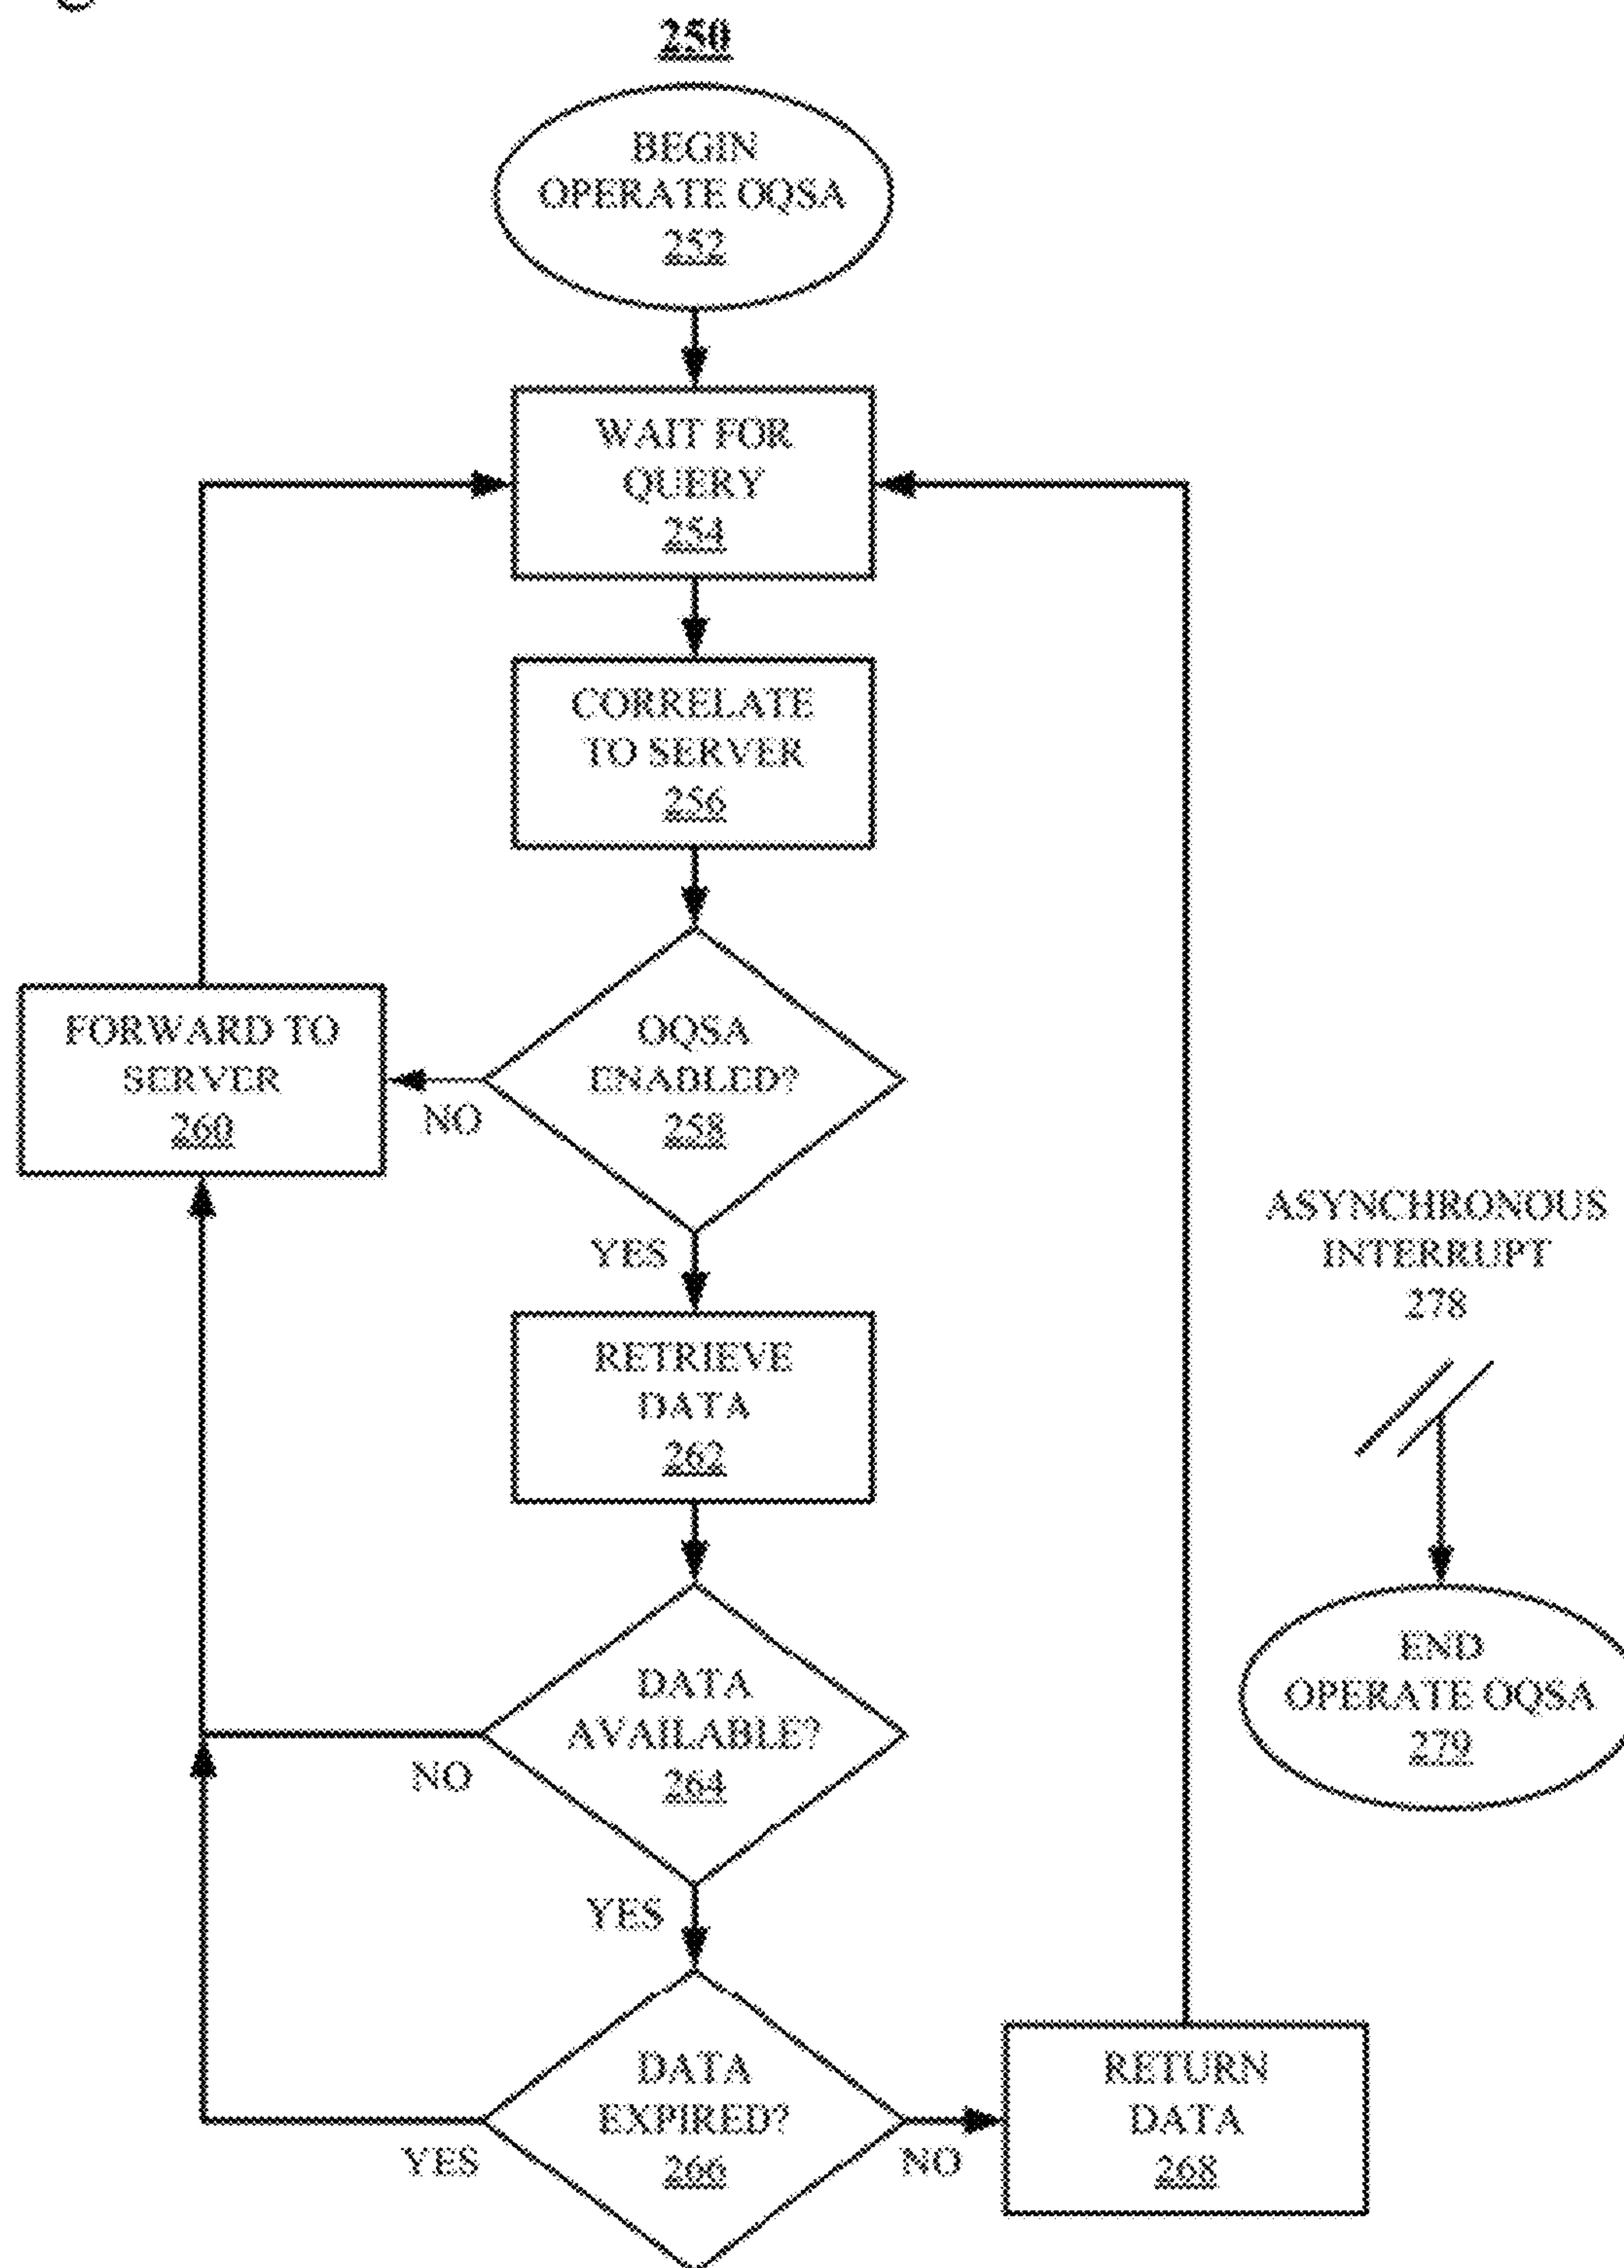 250
BEGIN
OPERATE OQSA
252
WAIT FOR
QUERY
254
CORRELATE
TO SERVER
256
FORWARD TO
SERVER
260
OQSA
ENADLED?
258
NO
YES
ASYNCHRONOUS
INTERRUPT
278
RETRIEVE
DATA
262
END
OPERATE OQSA
279
DATA
AVAILABLE?
264
NO
YES
DATA
EXPIRED?
266
YES
NO
RETURN
DATA
268